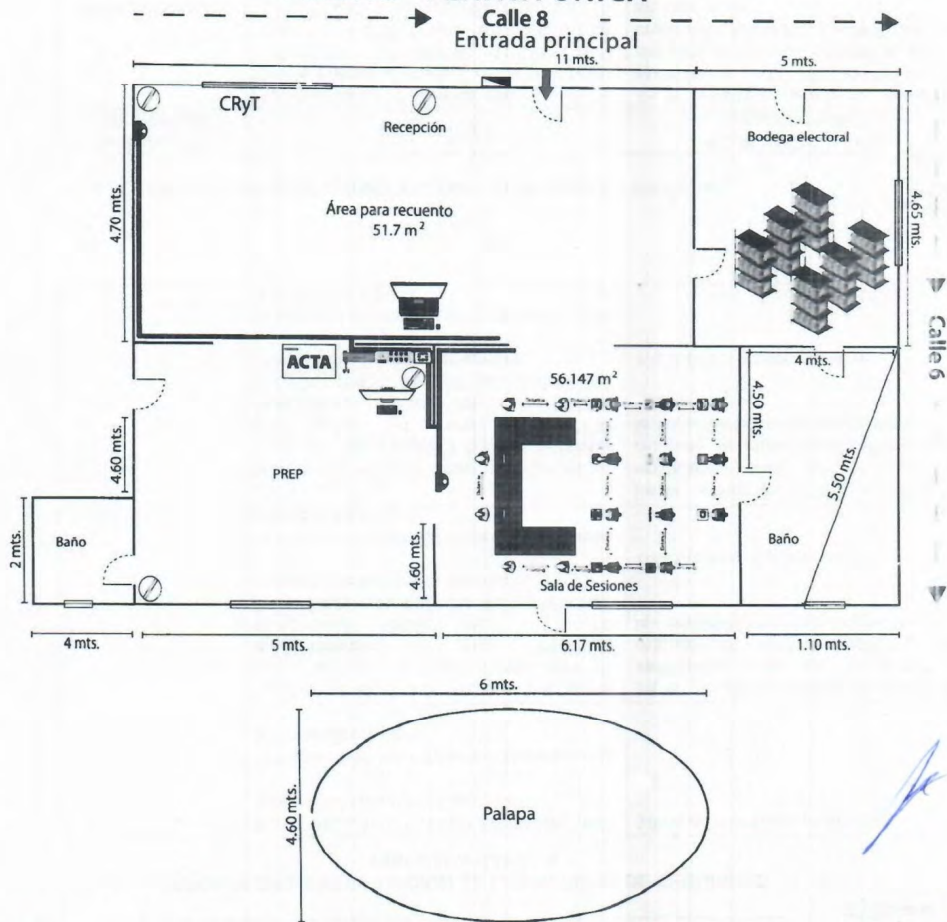 Calle 8
Entrada principal
11 mts.
5 mts.
CRyT
Recepción
Bodega electoral
4.70 mts.
Área para recuento
51.7 m²
4.65 mts.
Calle 6
ACTA
56.147 m²
4 mts.
4.50 mts.
4.60 mts.
PREP
5.50 mts.
Baño
2 mts.
4.60 mts.
Baño
Sala de Sesiones
4 mts.
5 mts.
6.17 mts.
1.10 mts.
6 mts.
4.60 mts.
Palapa